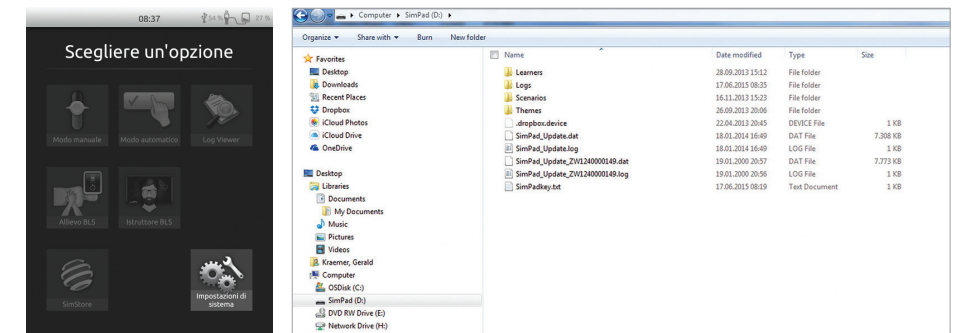 08:37
54 %
27 %
Scegliere un'opzione
Modo manuale
Modo automatico
Log Viewer
Allievo BLS
Istruttore BLS
SimStore
Impostazioni di
sistema
Computer
SimPad (D:)
Organize
Share with
Burn
New folder
Favorites
Desktop
Downloads
Recent Places
Dropbox
iCloud Photos
iCloud Drive
OneDrive
Desktop
Libraries
Documents
My Documents
Music
Pictures
Videos
Kraemer, Gerald
Computer
OSDisk (C:)
SimPad (D:)
DVD RW Drive (E:)
Network Drive (H:)
Name Date modified Type Size
Learners 28.09.2013 15:12 File folder
Logs 17.06.2015 08:35 File folder
Scenarios 16.11.2013 15:23 File folder
Themes 26.09.2013 20:06 File folder
.dropbox.device 22.04.2013 20:45 DEVICE File 1 KB
SimPad_Update.dat 18.01.2014 16:49 DAT File 7.308 KB
SimPad_Update.log 18.01.2014 16:49 LOG File 1 KB
SimPad_Update_ZW1240000149.dat 19.01.2000 20:57 DAT File 7.773 KB
SimPad_Update_ZW1240000149.log 19.01.2000 20:56 LOG File 1 KB
SimPadkey.txt 17.06.2015 08:19 Text Document 1 KB